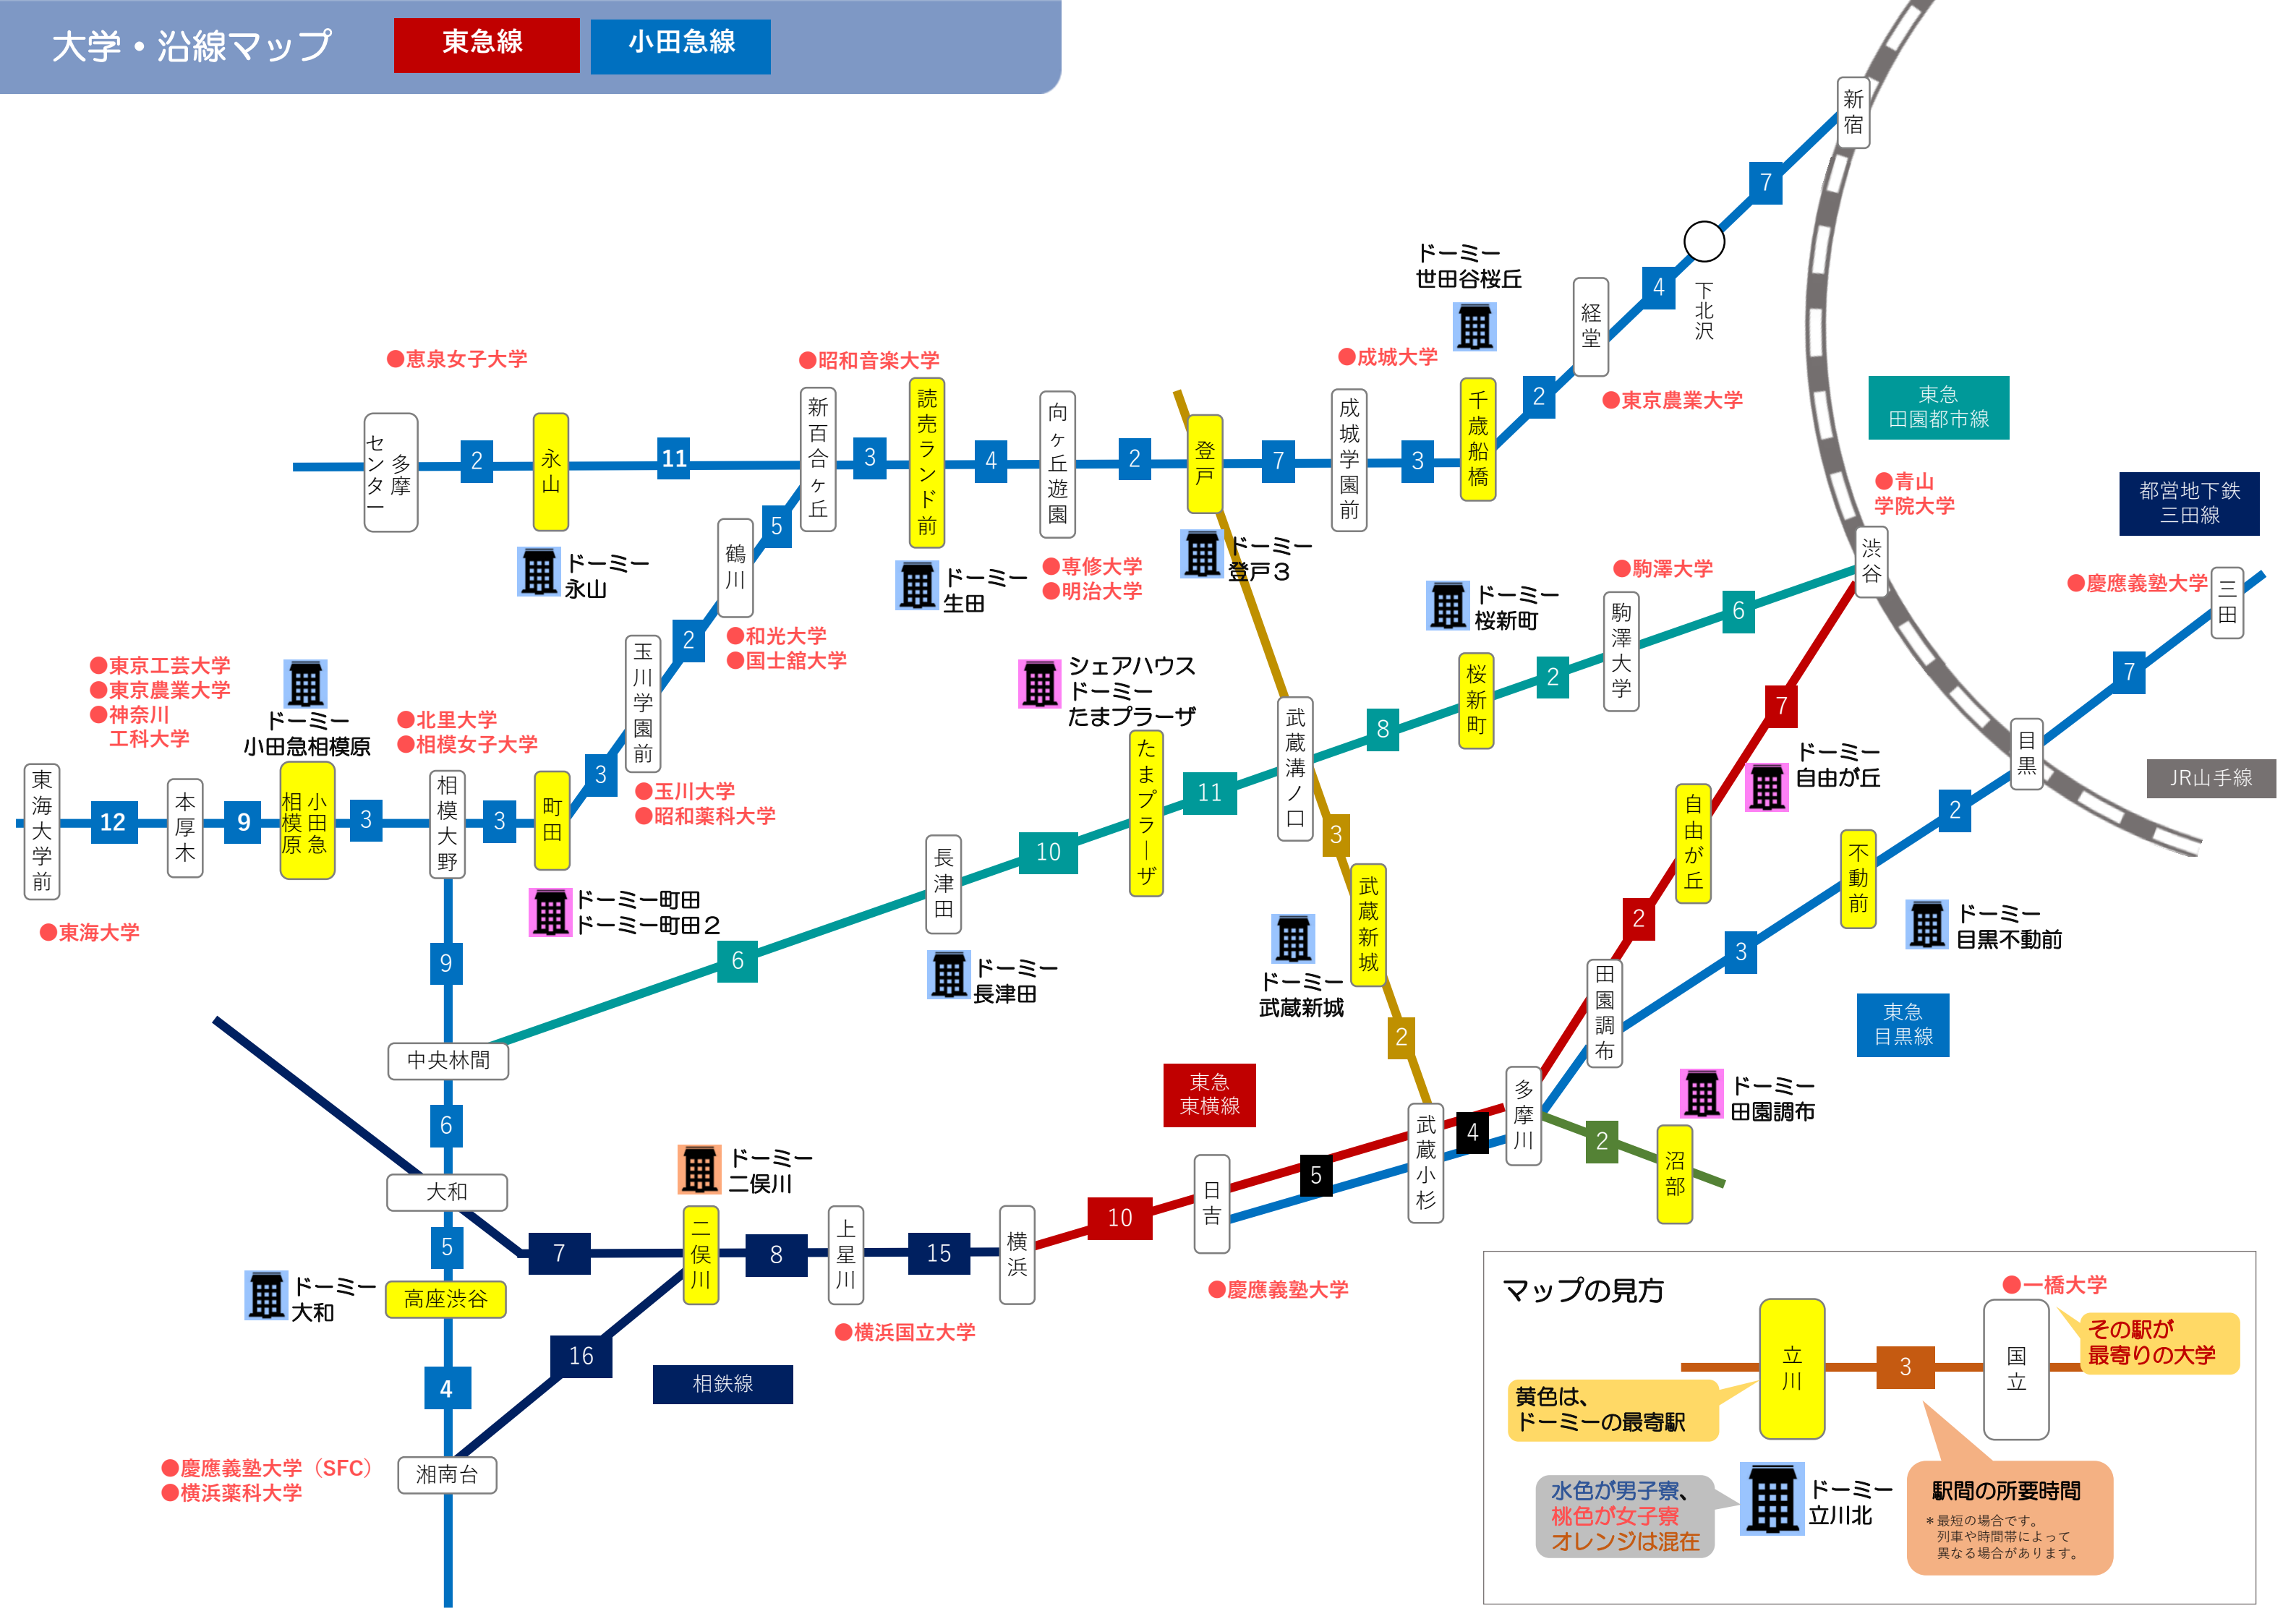 大学・沿線マップ
東急線
小田急線
新宿
7
下北沢
4
経堂
2
ドーミー
世田谷桜丘
●東京農業大学
●恵泉女子大学
●昭和音楽大学
●成城大学
多摩
センター
2
永山
11
新百合ヶ丘
3
読売ランド前
4
向ヶ丘遊園
2
登戸
7
成城学園前
3
千歳船橋
東急
田園都市線
●青山
学院大学
都営地下鉄
三田線
ドーミー
永山
5
鶴川
ドーミー
生田
●専修大学
●明治大学
ドーミー
登戸3
渋谷
●慶應義塾大学
三田
7
●駒澤大学
6
駒澤大学
2
ドーミー
桜新町
桜新町
8
2
●和光大学
●国士舘大学
玉川学園前
3
●玉川大学
●昭和薬科大学
シェアハウス
ドーミー
たまプラーザ
たまプラーザ
11
武蔵溝ノ口
10
長津田
6
ドーミー
長津田
●東京工芸大学
●東京農業大学
●神奈川
工科大学
ドーミー
小田急相模原
●北里大学
●相模女子大学
東海大学前
12
本厚木
9
小田急
相模原
3
相模大野
3
町田
●東海大学
ドーミー町田
ドーミー町田2
3
武蔵新城
2
ドーミー
武蔵新城
7
ドーミー
自由が丘
自由が丘
2
田園調布
目黒
JR山手線
2
不動前
3
ドーミー
目黒不動前
東急
目黒線
9
中央林間
6
大和
5
ドーミー
大和
高座渋谷
4
湘南台
●慶應義塾大学（SFC）
●横浜薬科大学
7
ドーミー
二俣川
二俣川
8
上星川
15
横浜
●横浜国立大学
16
相鉄線
東急
東横線
10
日吉
●慶應義塾大学
5
武蔵小杉
4
多摩川
2
沼部
ドーミー
田園調布
マップの見方
●一橋大学
その駅が
最寄りの大学
立川
3
国立
黄色は、
ドーミーの最寄駅
水色が男子寮、
桃色が女子寮
オレンジは混在
ドーミー
立川北
駅間の所要時間
＊最短の場合です。
列車や時間帯によって
異なる場合があります。